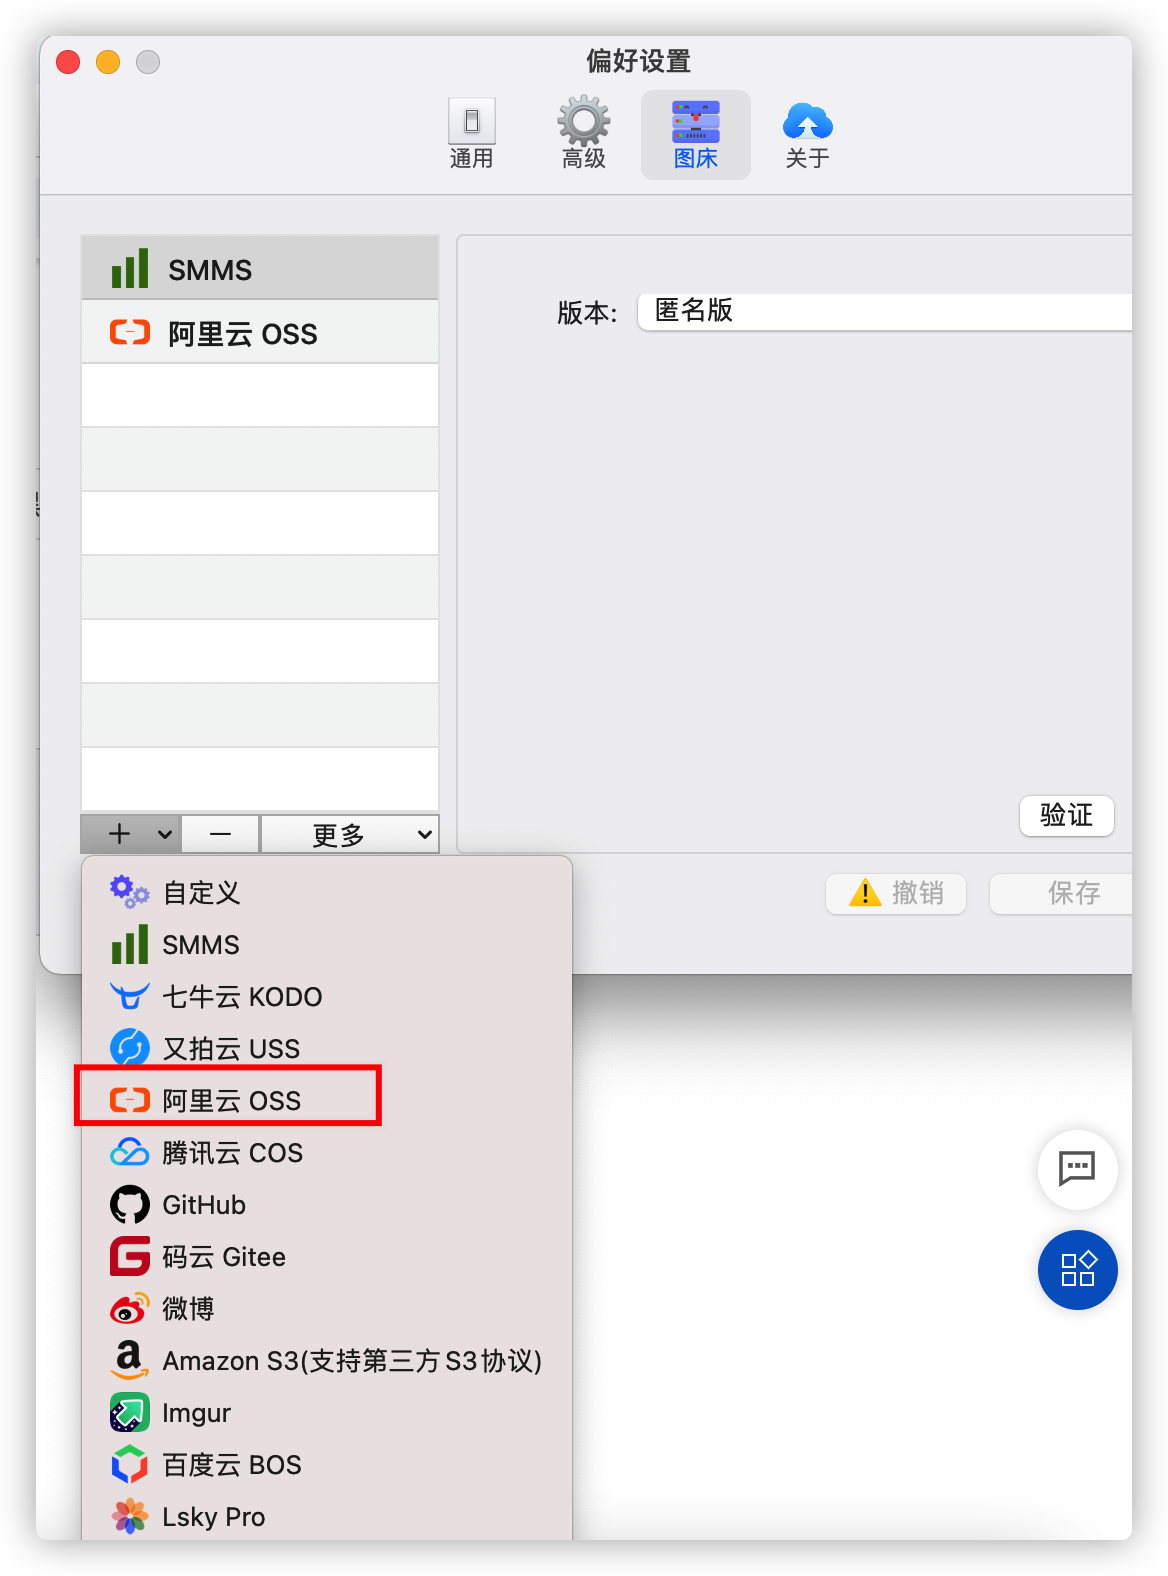 偏好设置
通用
高级
图床
关于
SMMS
阿里云 OSS
版本:
匿名版
验证
更多
撤销
保存
自定义
SMMS
七牛云 KODO
又拍云 USS
阿里云 OSS
腾讯云 COS
GitHub
码云 Gitee
微博
Amazon S3(支持第三方S3协议)
Imgur
百度云 BOS
Lsky Pro